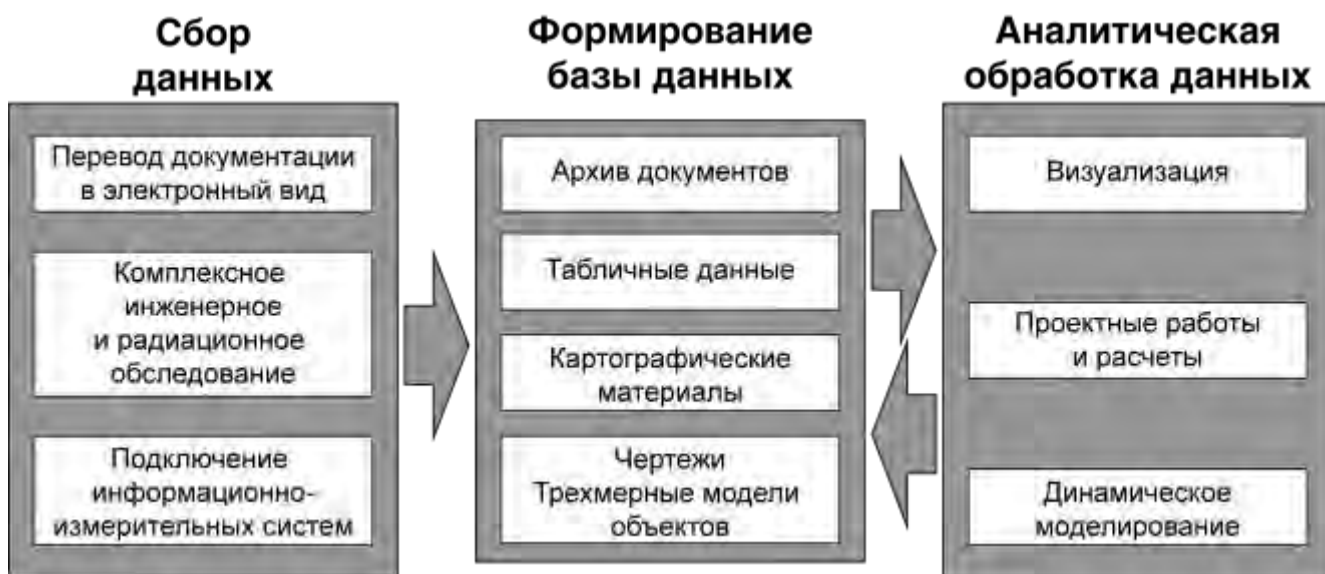 Сбор
данных
Перевод документации
в электронный вид
Комплексное
инженерное
и радиационное
обследование
Подключение
информационно-
измерительных систем
Формирование
базы данных
Архив документов
Табличные данные
Картографические
материалы
Чертежи
Трехмерные модели
объектов
Аналитическая
обработка данных
Визуализация
Проектные работы
и расчеты
Динамическое
моделирование